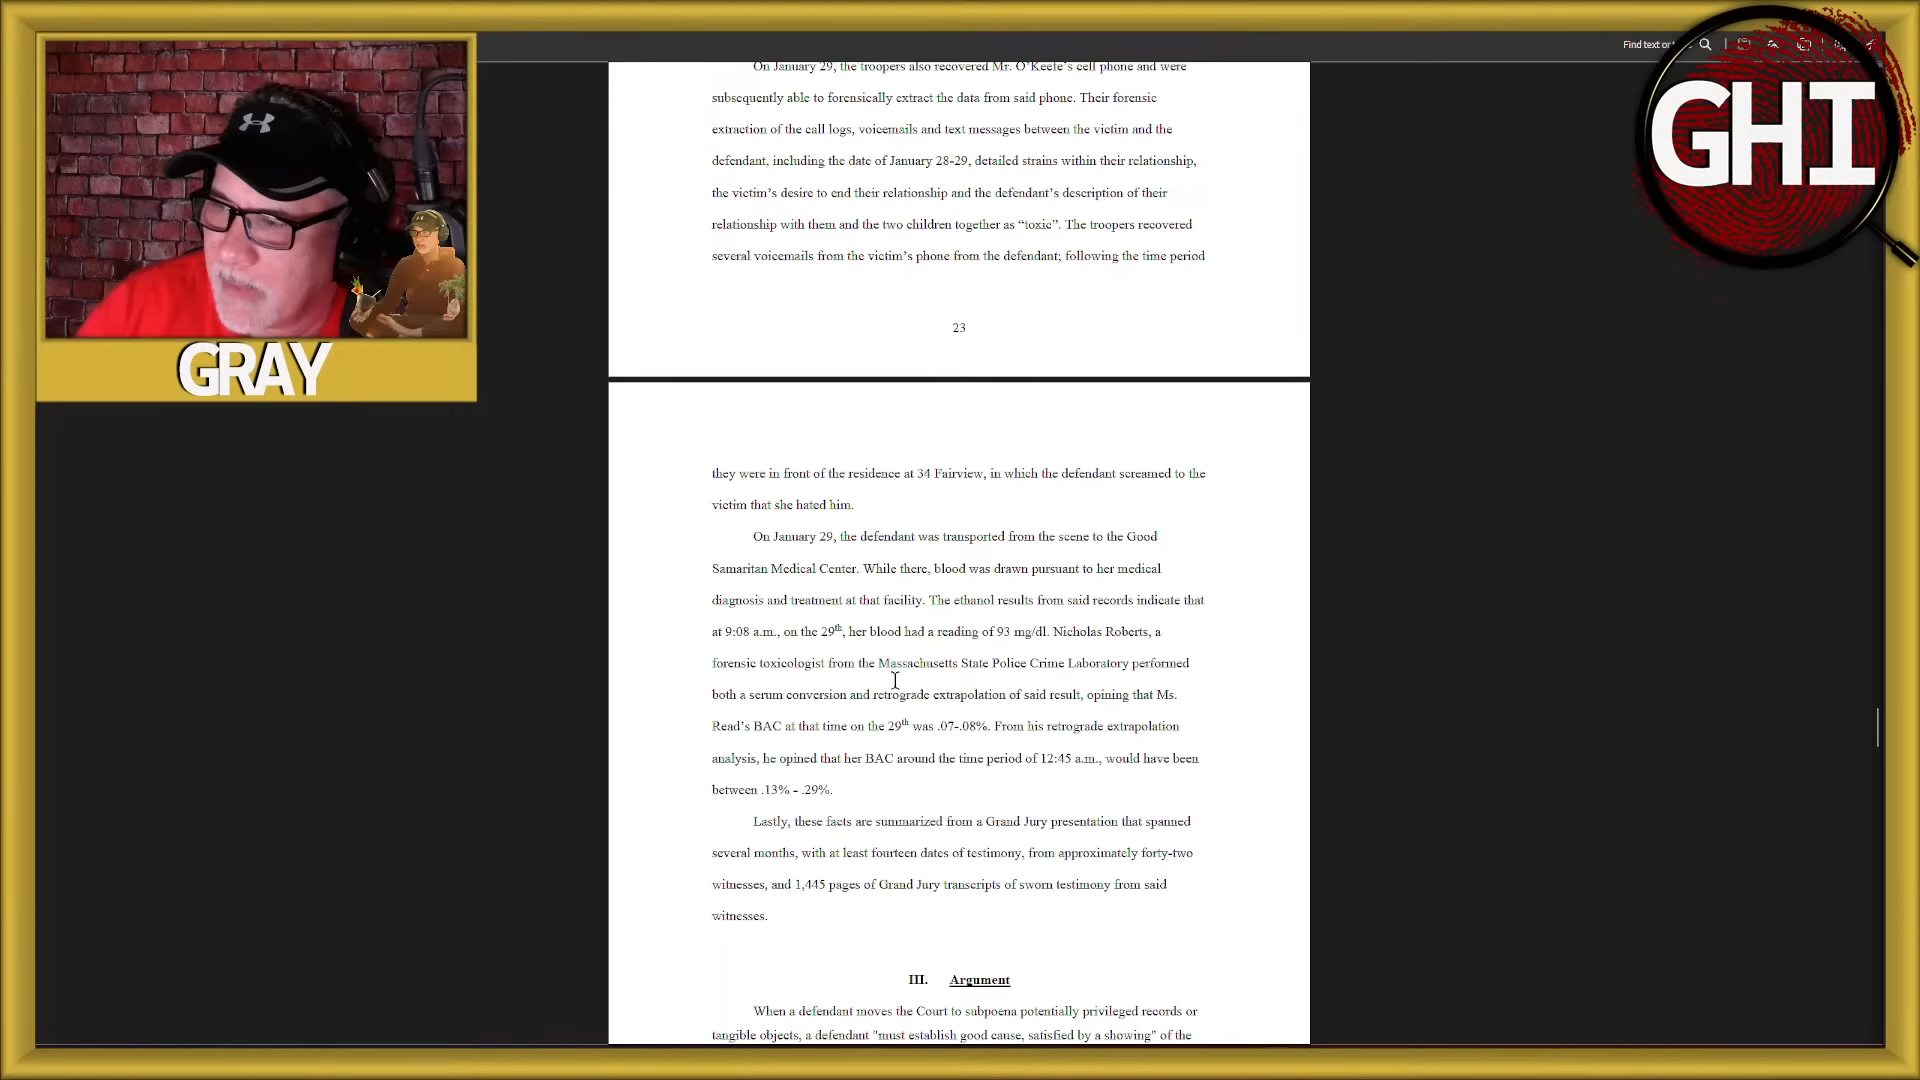 Find text or
GHI
GRAY
On January 29, the troopers also recovered Mr. O'Keefe's cell phone and were
subsequently able to forensically extract the data from said phone. Their forensic
extraction of the call logs, voicemails and text messages between the victim and the
defendant, including the date of January 28-29, detailed strains within their relationship,
the victim's desire to end their relationship and the defendant's description of their
relationship with them and the two children together as “toxic”. The troopers recovered
several voicemails from the victim's phone from the defendant; following the time period
23
they were in front of the residence at 34 Fairview, in which the defendant screamed to the
victim that she hated him.
On January 29, the defendant was transported from the scene to the Good
Samaritan Medical Center. While there, blood was drawn pursuant to her medical
diagnosis and treatment at that facility. The ethanol results from said records indicate that
at 9:08 a.m., on the 29th, her blood had a reading of 93 mg/dl. Nicholas Roberts, a
forensic toxicologist from the Massachusetts State Police Crime Laboratory performed
both a serum conversion and retrograde extrapolation of said result, opining that Ms.
Read's BAC at that time on the 29th was .07-.08%. From his retrograde extrapolation
analysis, he opined that her BAC around the time period of 12:45 a.m., would have been
between .13% - .29%.
Lastly, these facts are summarized from a Grand Jury presentation that spanned
several months, with at least fourteen dates of testimony, from approximately forty-two
witnesses, and 1,445 pages of Grand Jury transcripts of sworn testimony from said
witnesses.
III. Argument
When a defendant moves the Court to subpoena potentially privileged records or
tangible objects, a defendant "must establish good cause, satisfied by a showing" of the